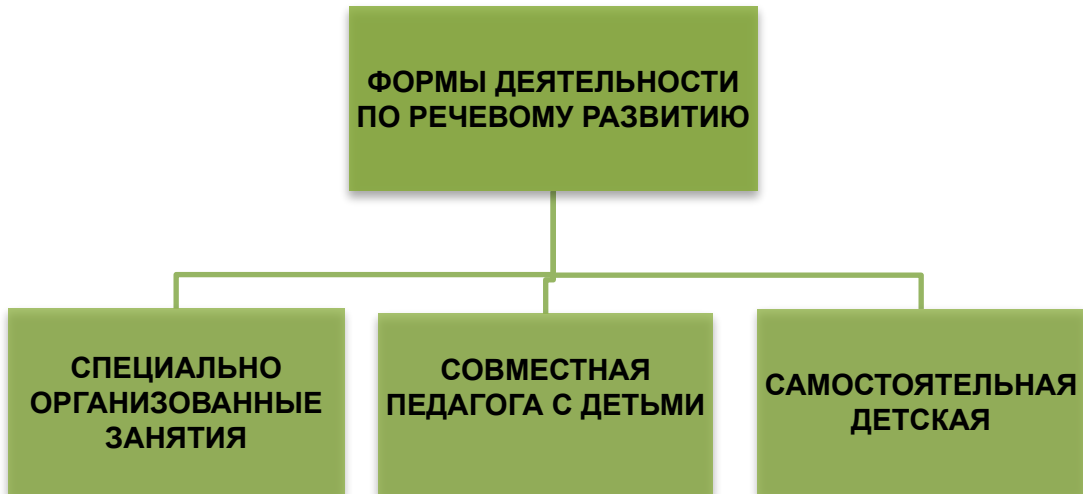 ФОРМЫ ДЕЯТЕЛЬНОСТИ
ПО РЕЧЕВОМУ РАЗВИТИЮ
СПЕЦИАЛЬНО
ОРГАНИЗОВАННЫЕ
ЗАНЯТИЯ
СОВМЕСТНАЯ
ПЕДАГОГА С ДЕТЬМИ
САМОСТОЯТЕЛЬНАЯ
ДЕТСКАЯ